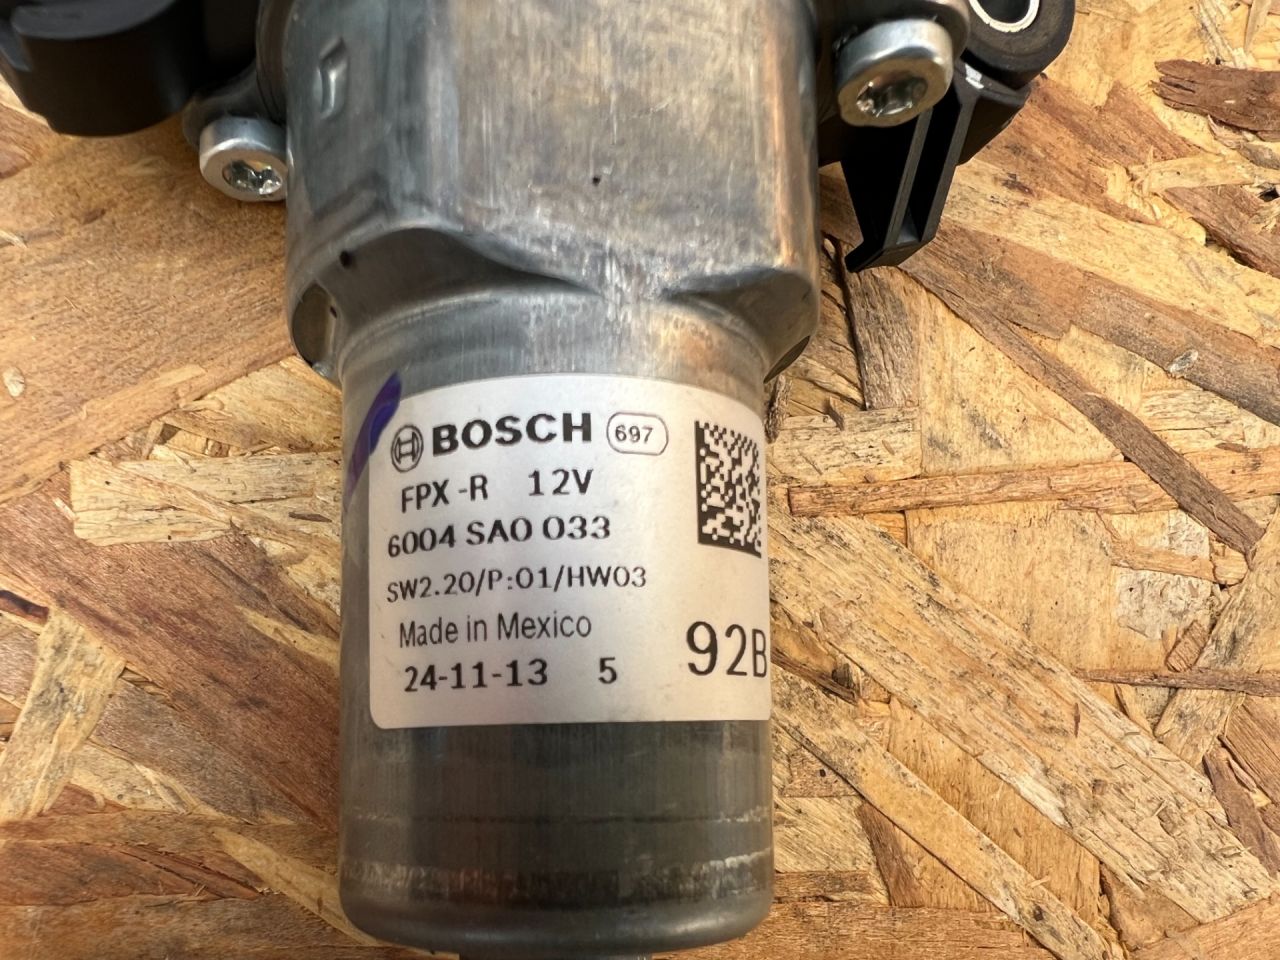 BOSCH 697
FPX-R 12V
6004 SA0 033
SW2.20/P:01/HW03
Made in Mexico
24-11-13 5
92B